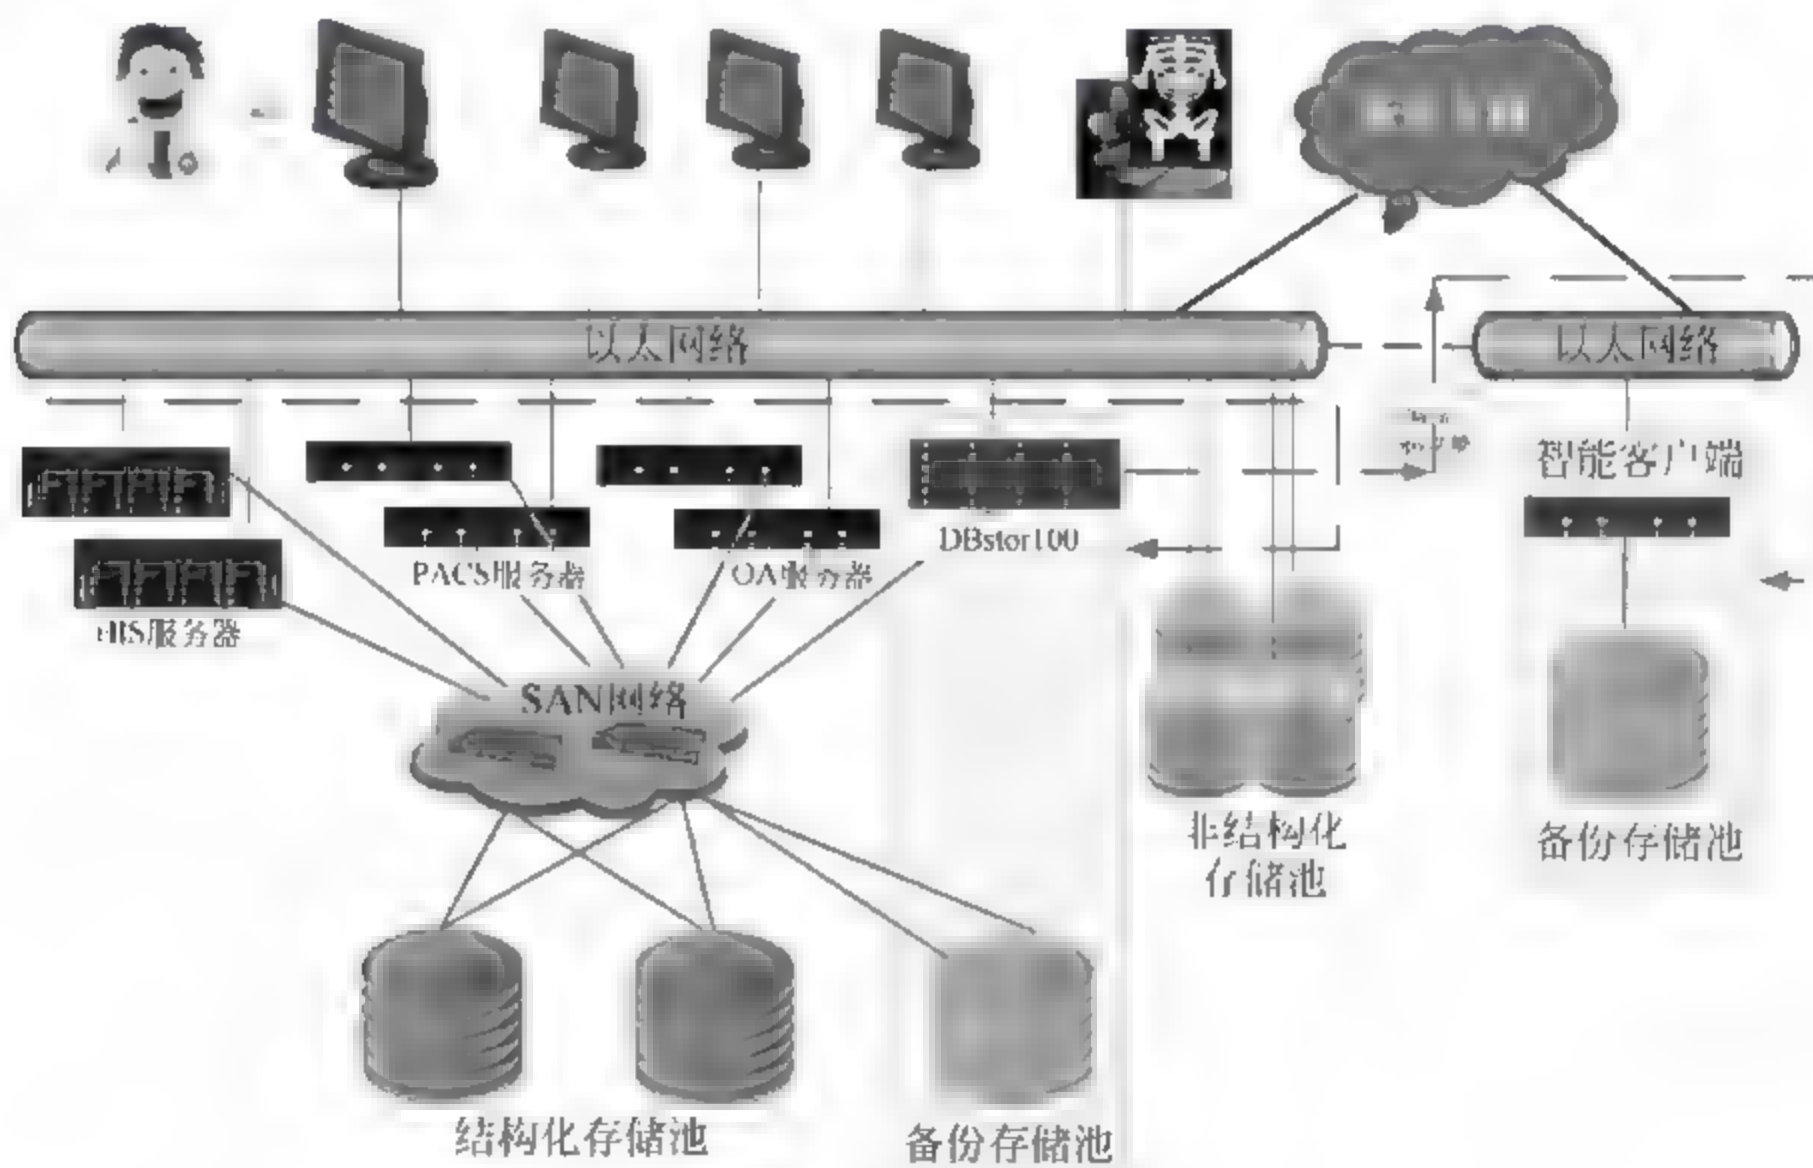 以太网络
以太网络
智能客户端
DBstor100
PACS服务器
OA服务器
HIS服务器
SAN网络
非结构化
存储池
备份存储池
结构化存储池
备份存储池